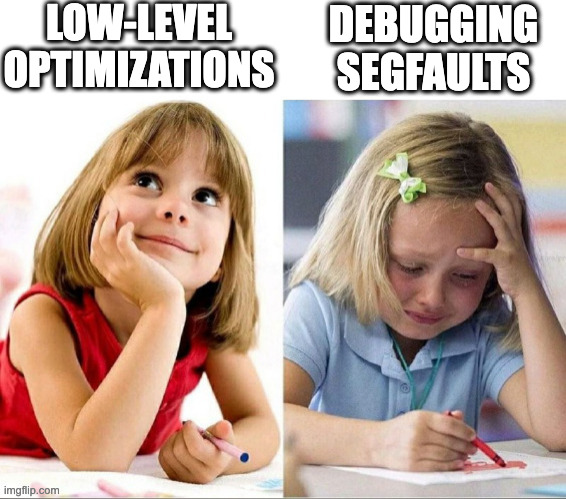 LOW-LEVEL
OPTIMIZATIONS
DEBUGGING
SEGFAULTS
imgflip.com